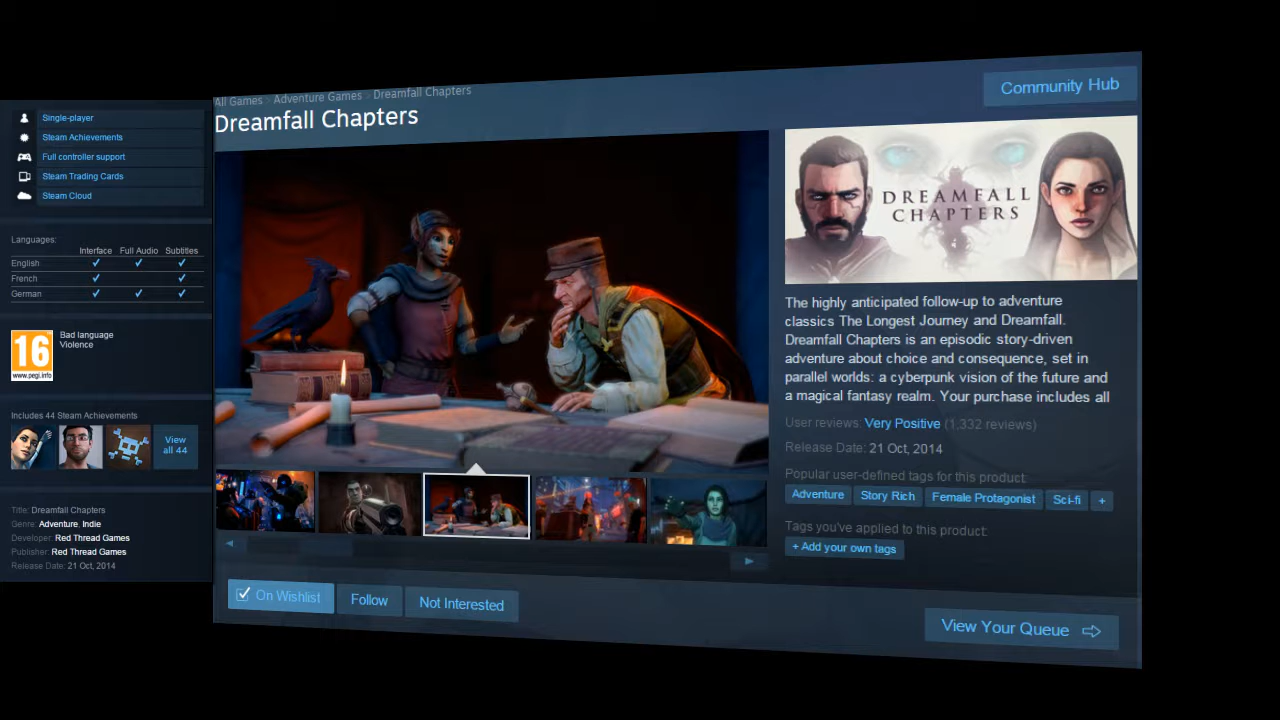 Single-player
Steam Achievements
Full controller support
Steam Trading Cards
Steam Cloud
Languages:
Interface Full Audio Subtitles
English ✓ ✓ ✓
French ✓ ✓
German ✓ ✓ ✓
16
www.pegi.info
Bad language
Violence
Includes 44 Steam Achievements
View
all 44
Title: Dreamfall Chapters
Genre: Adventure, Indie
Developer: Red Thread Games
Publisher: Red Thread Games
Release Date: 21 Oct, 2014
All Games › Adventure Games › Dreamfall Chapters
Dreamfall Chapters
Community Hub
DREAMFALL
CHAPTERS
The highly anticipated follow-up to adventure
classics The Longest Journey and Dreamfall.
Dreamfall Chapters is an episodic story-driven
adventure about choice and consequence, set in
parallel worlds: a cyberpunk vision of the future and
a magical fantasy realm. Your purchase includes all
User reviews: Very Positive (1,332 reviews)
Release Date: 21 Oct, 2014
Popular user-defined tags for this product:
Adventure Story Rich Female Protagonist Sci-fi +
Tags you've applied to this product:
+ Add your own tags
On Wishlist Follow Not Interested
View Your Queue